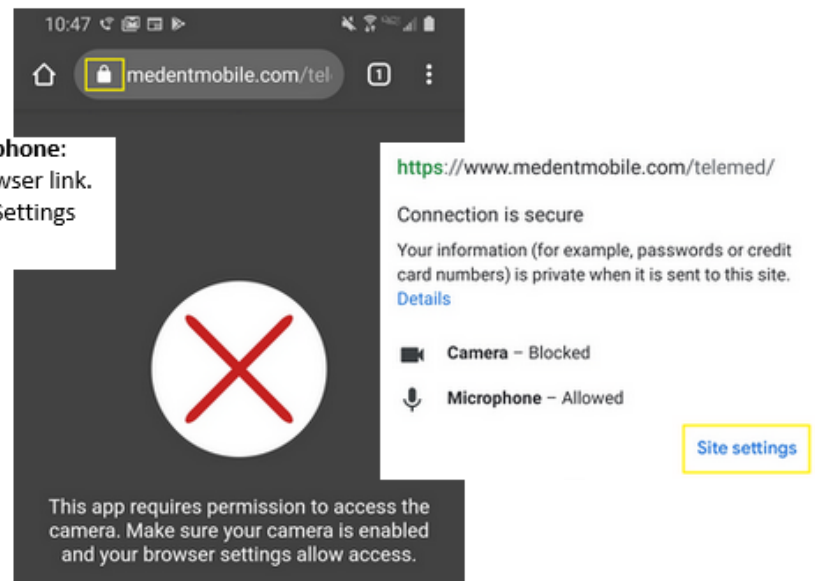 10:47
medentmobile.com/tel
1
phone:
wser link.
Settings
https://www.medentmobile.com/telemed/
Connection is secure
Your information (for example, passwords or credit
card numbers) is private when it is sent to this site.
Details
Camera – Blocked
Microphone – Allowed
Site settings
This app requires permission to access the
camera. Make sure your camera is enabled
and your browser settings allow access.